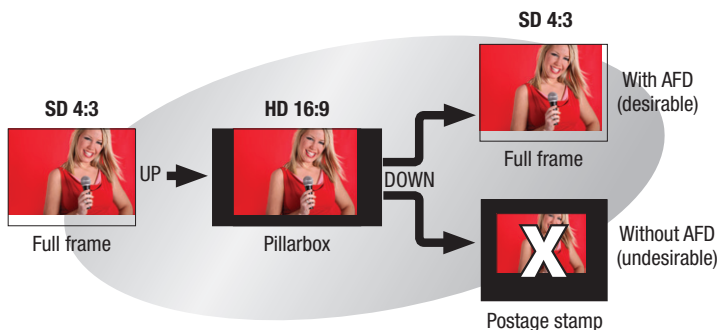 SD 4:3
With AFD
(desirable)
Full frame
SD 4:3
HD 16:9
UP
DOWN
Full frame
Pillarbox
X
Without AFD
(undesirable)
Postage stamp